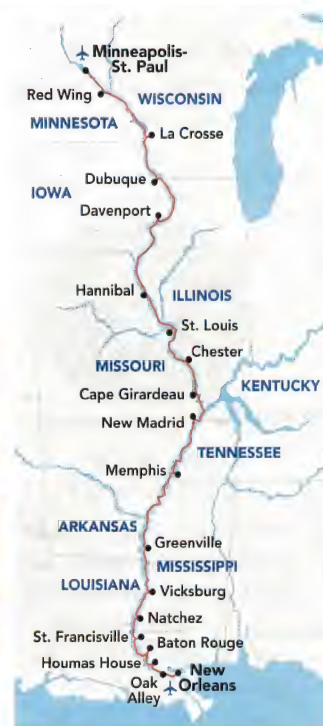 Minneapolis-
St. Paul
Red Wing
WISCONSIN
MINNESOTA
La Crosse
Dubuque
IOWA
Davenport
Hannibal
ILLINOIS
St. Louis
Chester
MISSOURI
KENTUCKY
Cape Girardeau
New Madrid
TENNESSEE
Memphis
ARKANSAS
Greenville
MISSISSIPPI
LOUISIANA
Vicksburg
Natchez
St. Francisville
Baton Rouge
Houmas House
New
Orleans
Oak
Alley